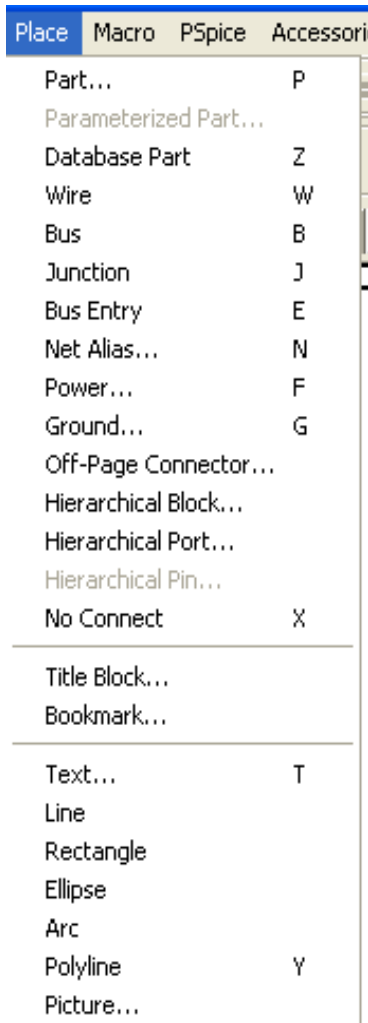 Place Macro PSpice Accessori
Part... P
Parameterized Part...
Database Part Z
Wire W
Bus B
Junction J
Bus Entry E
Net Alias... N
Power... F
Ground... G
Off-Page Connector...
Hierarchical Block...
Hierarchical Port...
Hierarchical Pin...
No Connect X
Title Block...
Bookmark...
Text... T
Line
Rectangle
Ellipse
Arc
Polyline Y
Picture...